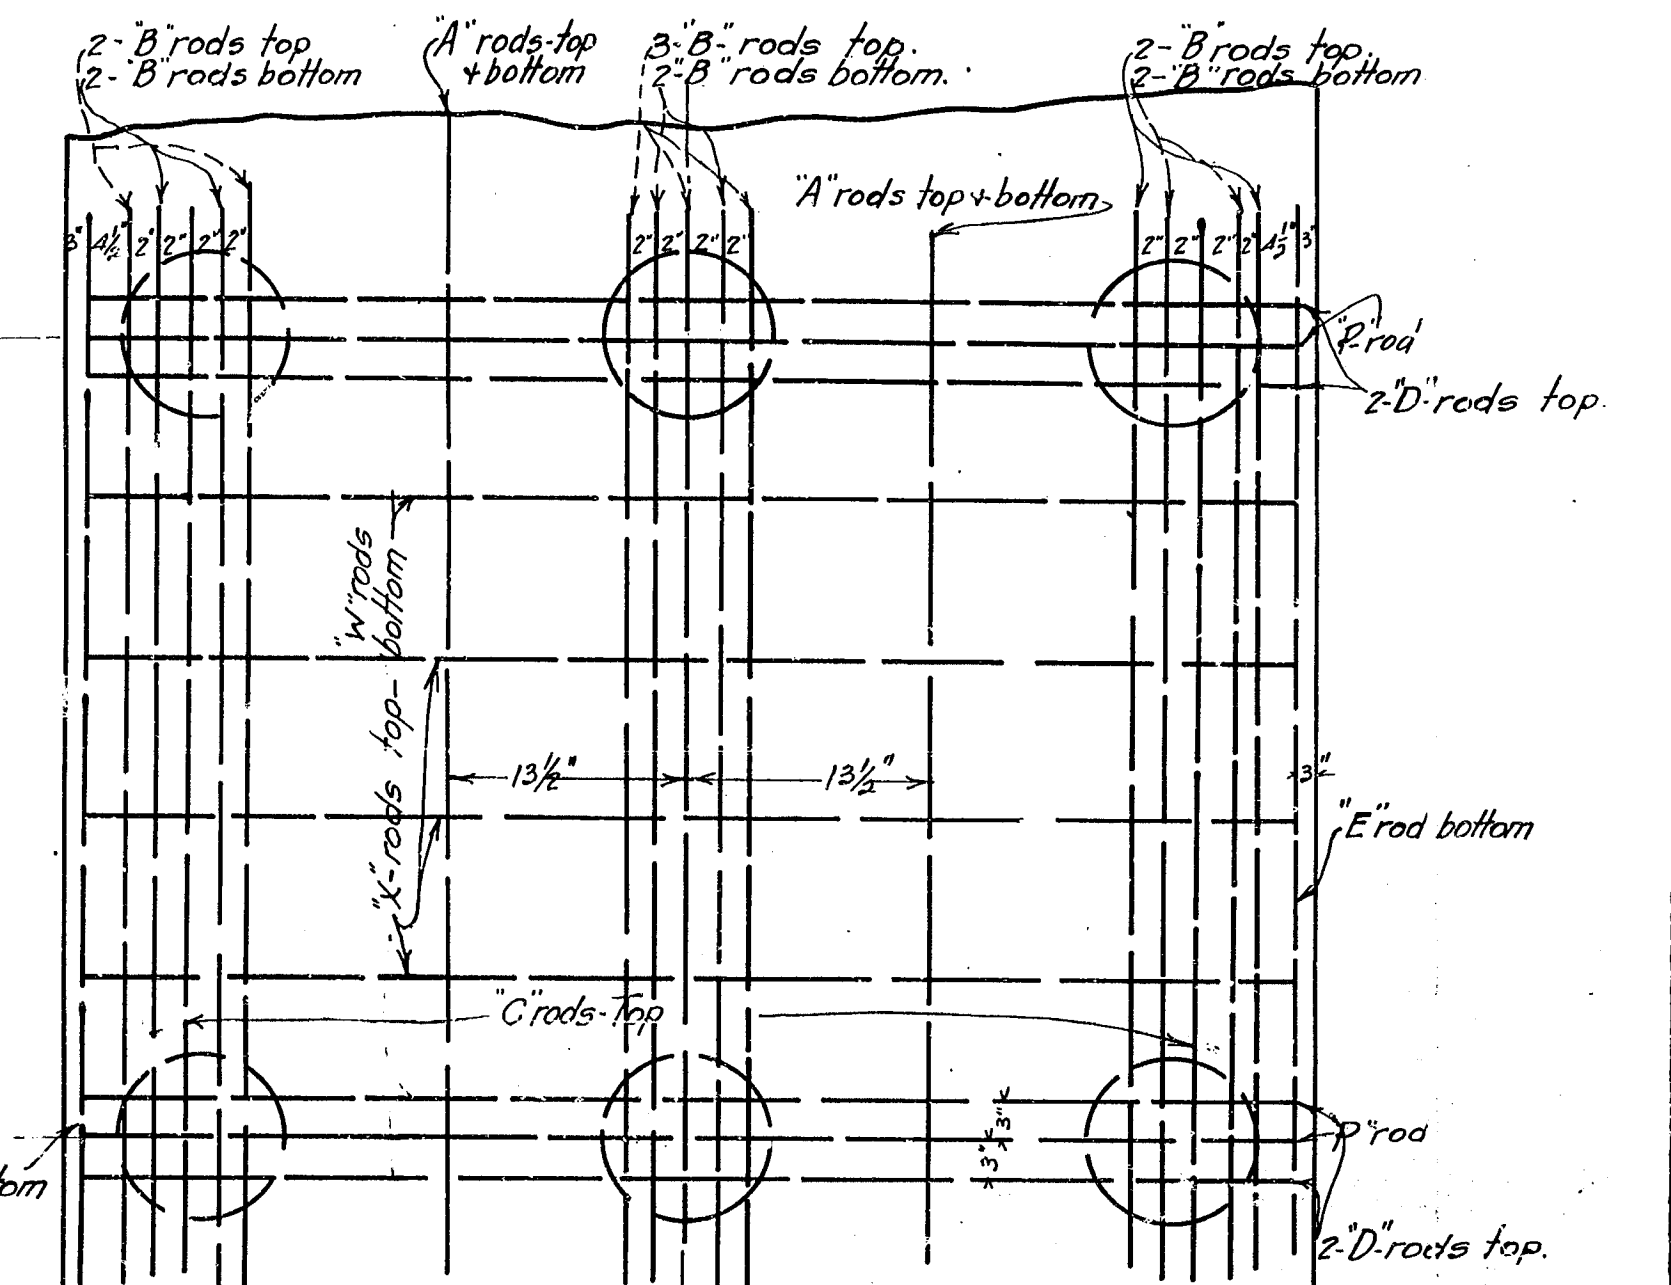 2-"B"rods top
2-"B"rods bottom
"A"rods-top
+bottom
3-"B"-rods top.
2"B"rods bottom.
2-"B"rods top.
2-"B"rods bottom
"A"rods top+bottom
3" 4½" 2" 2" 2" 2"
2" 2" 2" 2"
2" 2" 2" 2" 4½" 3"
"P"rod
2-"D"-rods top.
"W"rods
bottom
"X"-rods top-
13½"
13½"
3"
"E"rod bottom
"C"rods-Top
3"
3"
P"rod
tom
2-"D"-rods top.